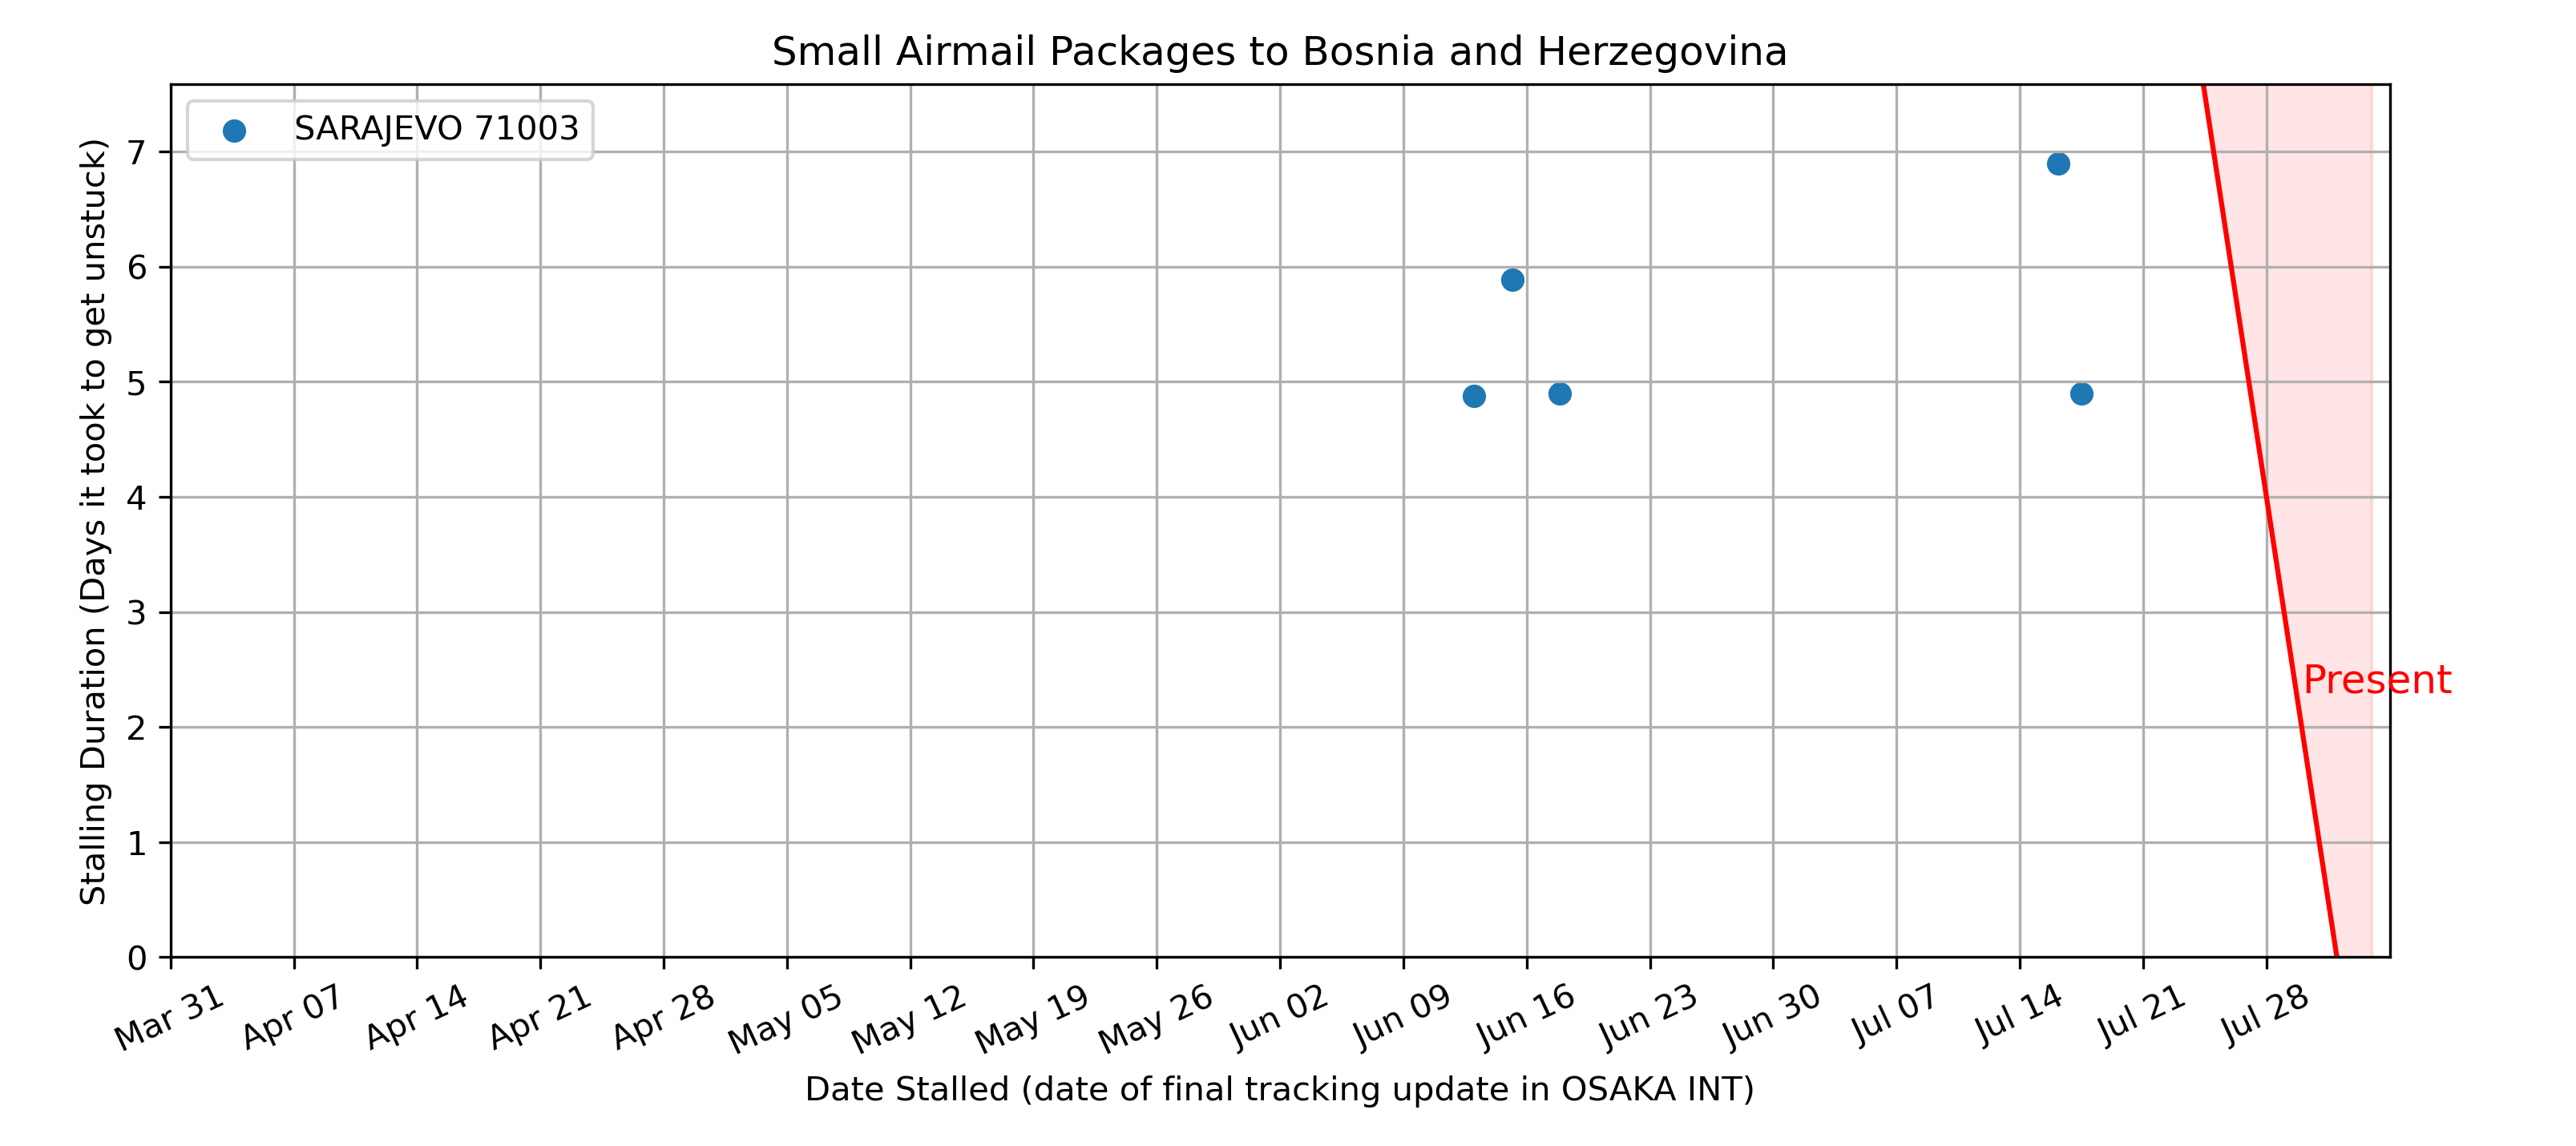 Small Airmail Packages to Bosnia and Herzegovina
SARAJEVO 71003
Stalling Duration (Days it took to get unstuck)
7
6
5
4
3
2
1
0
Present
Mar 31
Apr 07
Apr 14
Apr 21
Apr 28
May 05
May 12
May 19
May 26
Jun 02
Jun 09
Jun 16
Jun 23
Jun 30
Jul 07
Jul 14
Jul 21
Jul 28
Date Stalled (date of final tracking update in OSAKA INT)